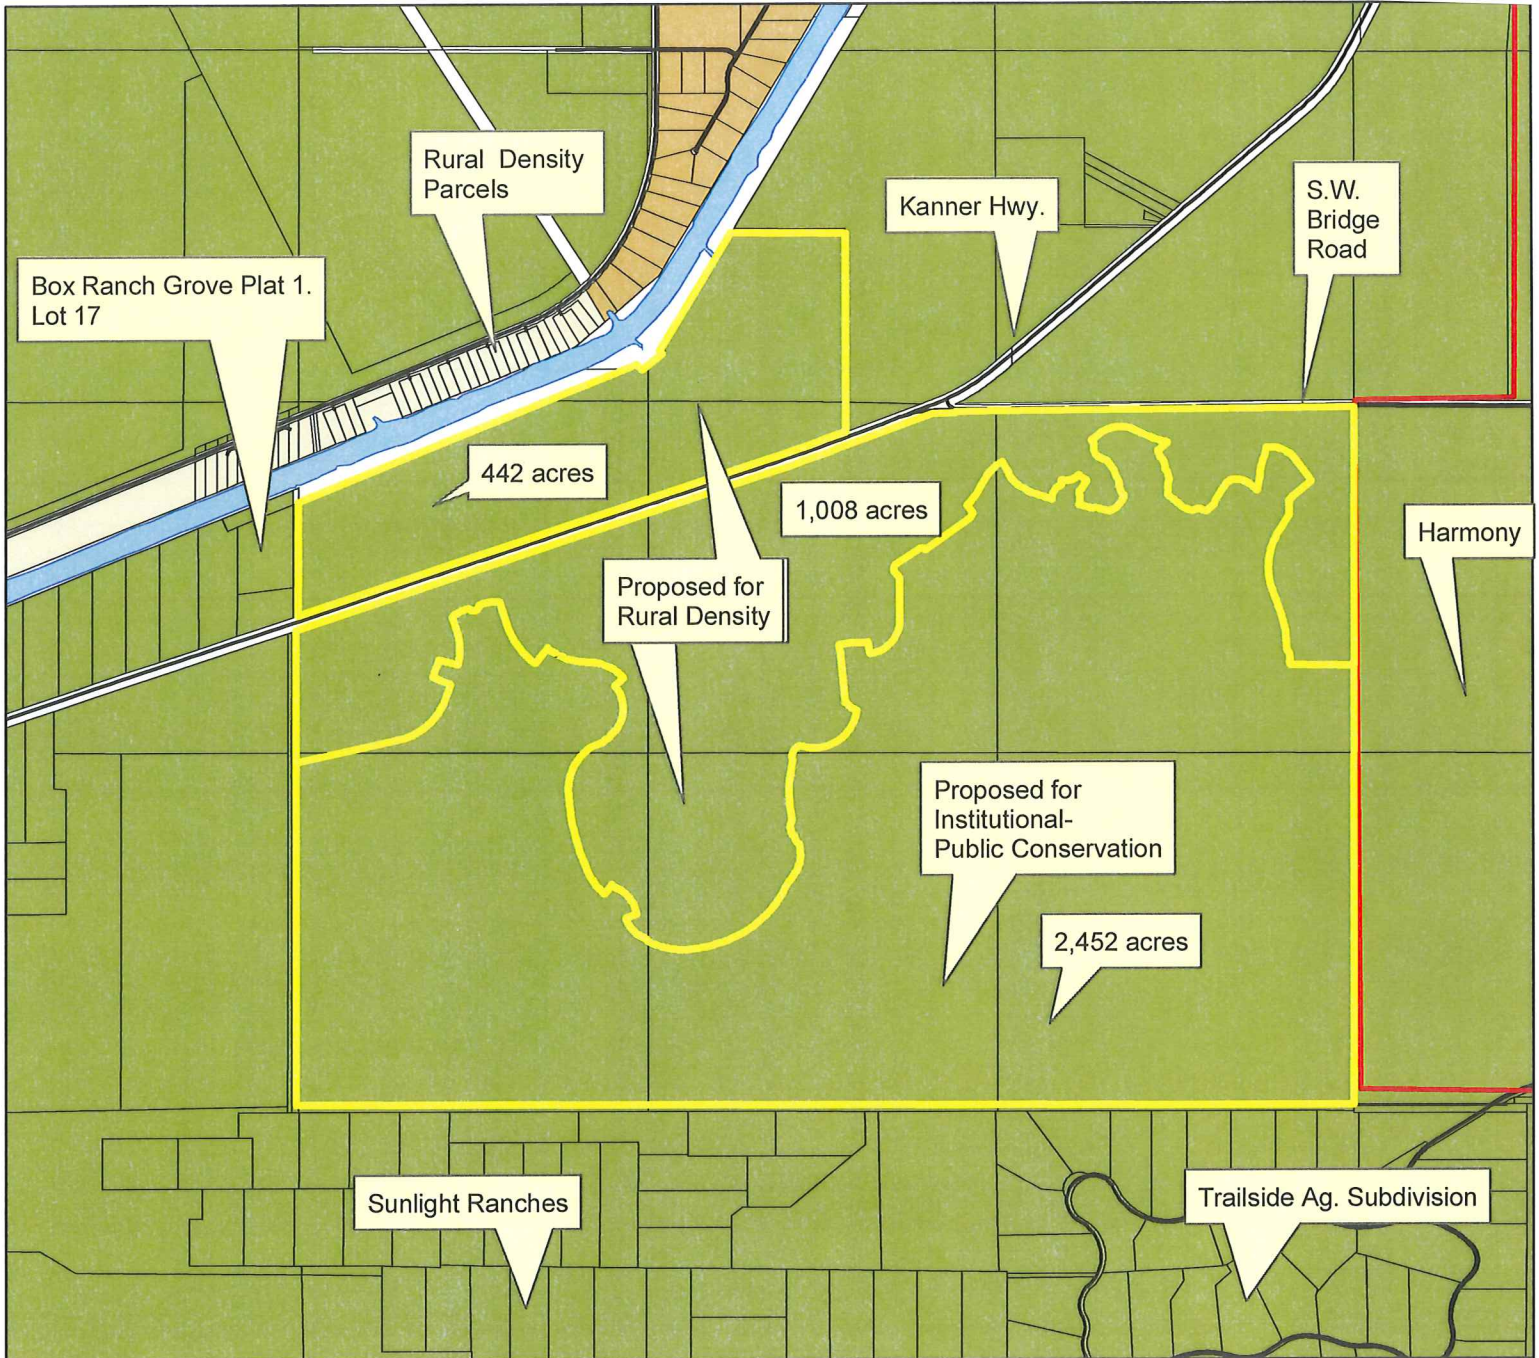 Rural Density
Parcels
Kanner Hwy.
S.W.
Bridge
Road
Box Ranch Grove Plat 1.
Lot 17
442 acres
1,008 acres
Harmony
Proposed for
Rural Density
Proposed for
Institutional-
Public Conservation
2,452 acres
Sunlight Ranches
Trailside Ag. Subdivision